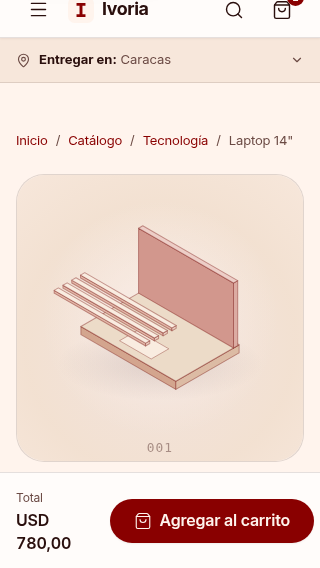 I Ivoria
Entregar en: Caracas
Inicio / Catálogo / Tecnología / Laptop 14"
001
Total
USD
780,00
Agregar al carrito